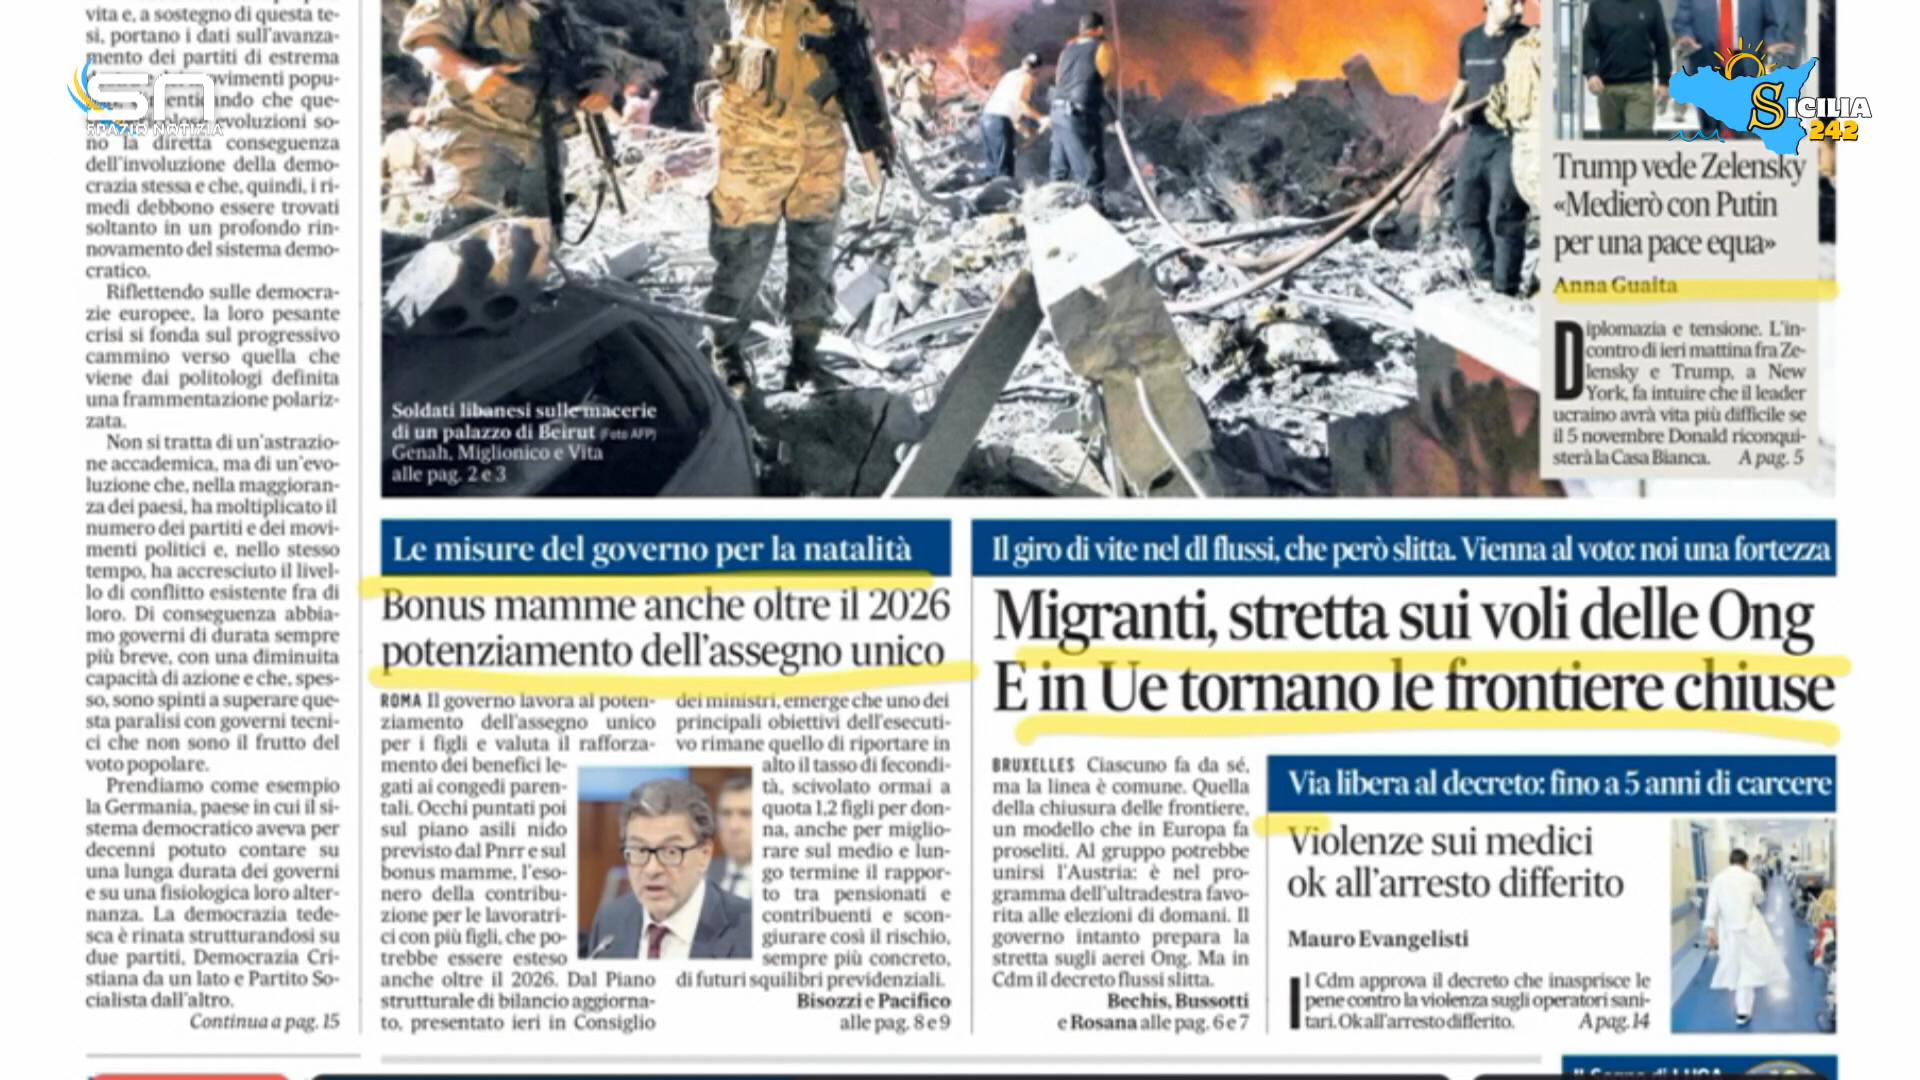 vita e, a sostegno di questa te-
si, portano i dati sull'avanza-
mento dei partiti di estrema
ovimenti popu-
ando che que-
evoluzioni so-
no la diretta conseguenza
dell'involuzione della demo-
crazia stessa e che, quindi, i ri-
medi debbono essere trovati
soltanto in un profondo rin-
novamento del sistema demo-
cratico.
Riflettendo sulle democra-
zie europee, la loro pesante
crisi si fonda sul progressivo
cammino verso quella che
viene dai politologi definita
una frammentazione polariz-
zata.
Non si tratta di un'astrazio-
ne accademica, ma di un'evo-
luzione che, nella maggioran-
za dei paesi, ha moltiplicato il
numero dei partiti e dei movi-
menti politici e, nello stesso
tempo, ha accresciuto il livel-
lo di conflitto esistente fra di
loro. Di conseguenza abbia-
mo governi di durata sempre
più breve, con una diminuita
capacità di azione e che, spes-
so, sono spinti a superare que-
sta paralisi con governi tecni-
ci che non sono il frutto del
voto popolare.
Prendiamo come esempio
la Germania, paese in cui il si-
stema democratico aveva per
decenni potuto contare su
una lunga durata dei governi
e su una fisiologica loro alter-
nanza. La democrazia tede-
sca è rinata strutturandosi su
due partiti, Democrazia Cri-
stiana da un lato e Partito So-
cialista dall'altro.
Continua a pag. 15
SN
SPAZIO NOTIZIA
SICILIA
242
Soldati libanesi sulle macerie
di un palazzo di Beirut (Foto AFP)
Genah, Miglionico e Vita
alle pag. 2 e 3
Trump vede Zelensky
«Medierò con Putin
per una pace equa»
Anna Guaita
Diplomazia e tensione. L'in-
contro di ieri mattina fra Ze-
lensky e Trump, a New
York, fa intuire che il leader
ucraino avrà vita più difficile se
il 5 novembre Donald riconqui-
sterà la Casa Bianca. A pag. 5
Le misure del governo per la natalità
Bonus mamme anche oltre il 2026
potenziamento dell'assegno unico
ROMA Il governo lavora al poten-
ziamento dell'assegno unico
per i figli e valuta il rafforza-
mento dei benefici le-
gati ai congedi paren-
tali. Occhi puntati poi
sul piano asili nido
previsto dal Pnrr e sul
bonus mamme, l'eso-
nero della contribu-
zione per le lavoratri-
ci con più figli, che po-
trebbe essere esteso
anche oltre il 2026. Dal Piano
strutturale di bilancio aggiorna-
to, presentato ieri in Consiglio
dei ministri, emerge che uno dei
principali obiettivi dell'esecuti-
vo rimane quello di riportare in
alto il tasso di fecondi-
tà, scivolato ormai a
quota 1,2 figli per don-
na, anche per miglio-
rare sul medio e lun-
go termine il rappor-
to tra pensionati e
contribuenti e scon-
giurare così il rischio,
sempre più concreto,
di futuri squilibri previdenziali.
Bisozzi e Pacifico
alle pag. 8 e 9
Il giro di vite nel dl flussi, che però slitta. Vienna al voto: noi una fortezza
Migranti, stretta sui voli delle Ong
E in Ue tornano le frontiere chiuse
BRUXELLES Ciascuno fa da sé,
ma la linea è comune. Quella
della chiusura delle frontiere,
un modello che in Europa fa
proseliti. Al gruppo potrebbe
unirsi l'Austria: è nel pro-
gramma dell'ultradestra favo-
rita alle elezioni di domani. Il
governo intanto prepara la
stretta sugli aerei Ong. Ma in
Cdm il decreto flussi slitta.
Bechis, Bussotti
e Rosana alle pag. 6 e 7
Via libera al decreto: fino a 5 anni di carcere
Violenze sui medici
ok all'arresto differito
Mauro Evangelisti
Il Cdm approva il decreto che inasprisce le
pene contro la violenza sugli operatori sani-
tari. Ok all'arresto differito. A pag. 14
Il Segno di LUCA